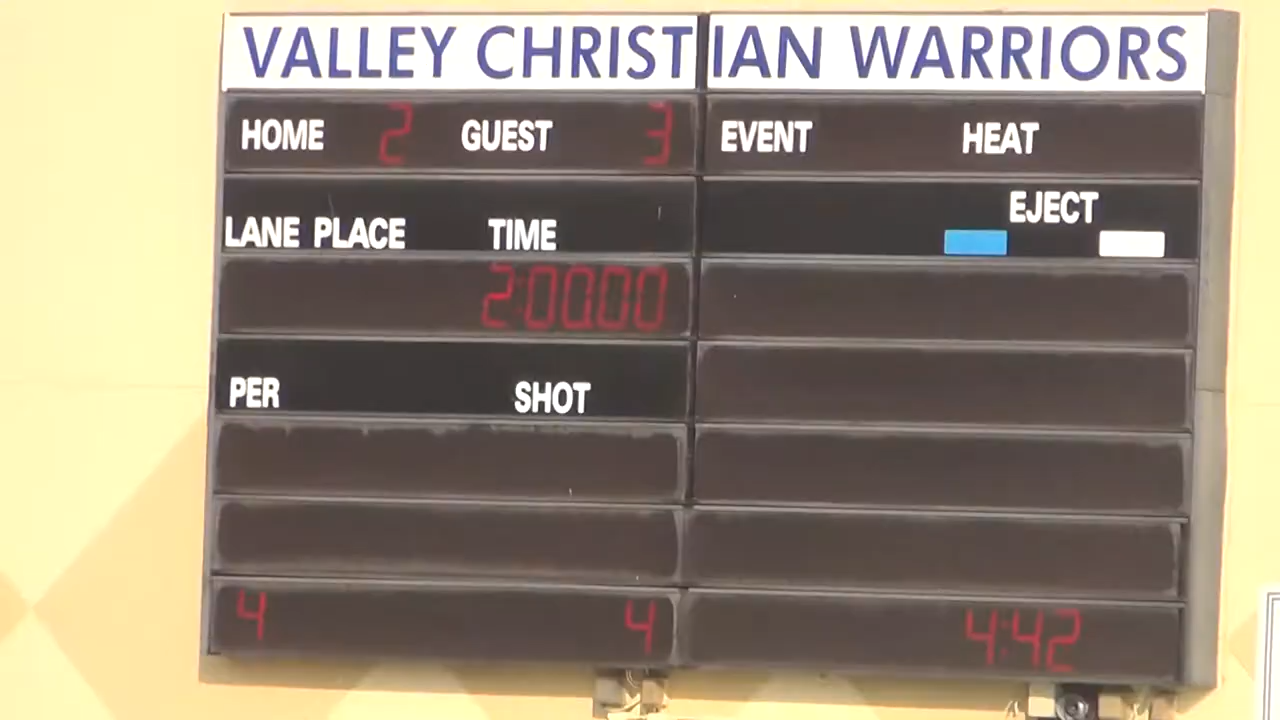 VALLEY CHRISTIAN WARRIORS
HOME 2 GUEST 3 EVENT HEAT
EJECT
LANE PLACE TIME
2:00.00
PER SHOT
4 4 4:42